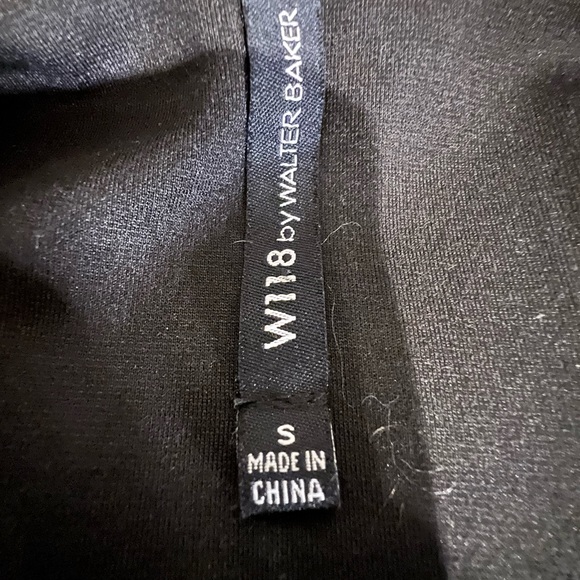 W118 by WALTER BAKER
S
MADE IN
CHINA